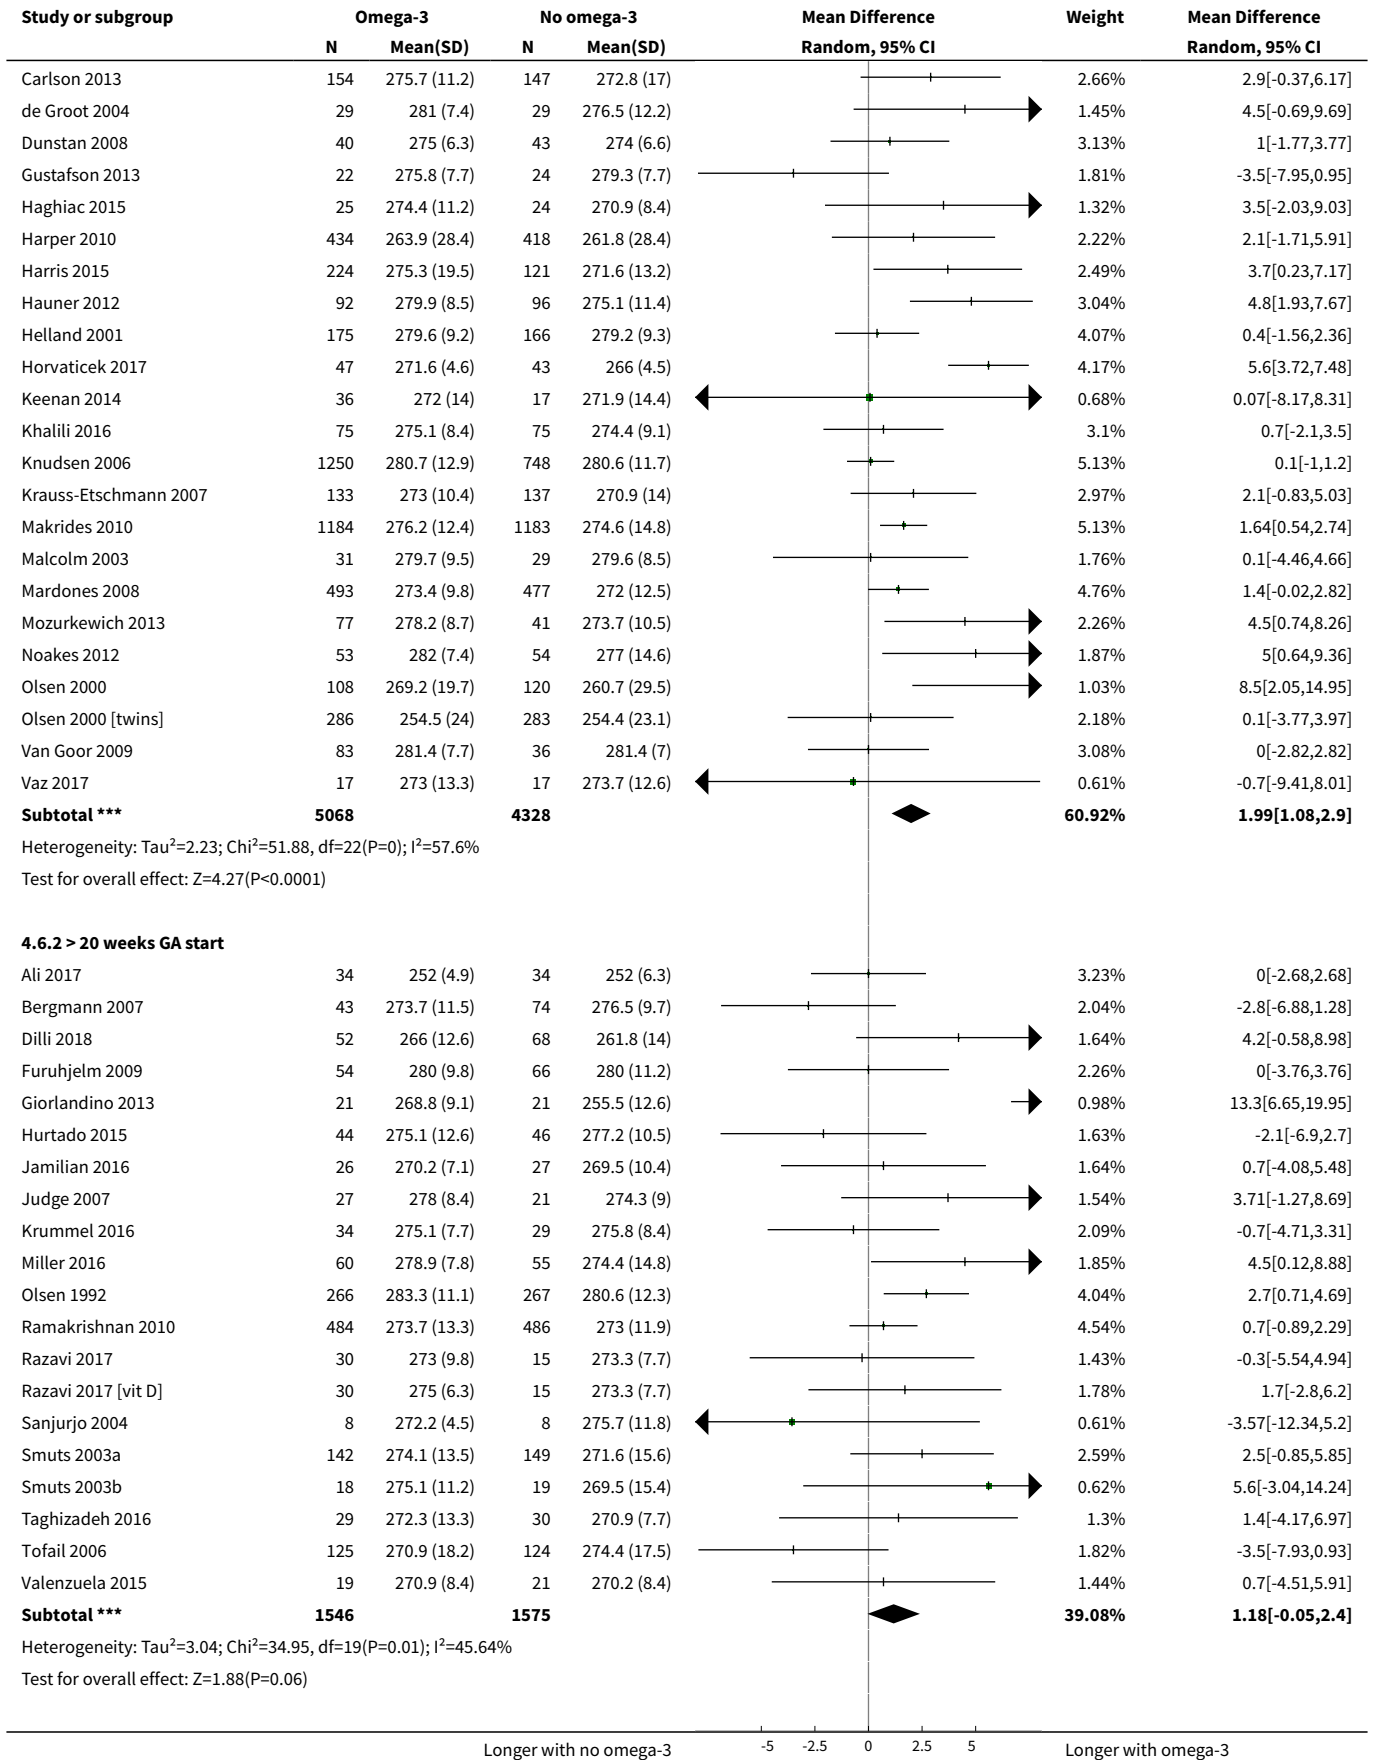 Study or subgroup Omega-3 No omega-3 Mean Difference Weight Mean Difference
N Mean(SD) N Mean(SD) Random, 95% CI Random, 95% CI
Carlson 2013 154 275.7 (11.2) 147 272.8 (17) 2.66% 2.9[-0.37,6.17]
de Groot 2004 29 281 (7.4) 29 276.5 (12.2) 1.45% 4.5[-0.69,9.69]
Dunstan 2008 40 275 (6.3) 43 274 (6.6) 3.13% 1[-1.77,3.77]
Gustafson 2013 22 275.8 (7.7) 24 279.3 (7.7) 1.81% -3.5[-7.95,0.95]
Haghiac 2015 25 274.4 (11.2) 24 270.9 (8.4) 1.32% 3.5[-2.03,9.03]
Harper 2010 434 263.9 (28.4) 418 261.8 (28.4) 2.22% 2.1[-1.71,5.91]
Harris 2015 224 275.3 (19.5) 121 271.6 (13.2) 2.49% 3.7[0.23,7.17]
Hauner 2012 92 279.9 (8.5) 96 275.1 (11.4) 3.04% 4.8[1.93,7.67]
Helland 2001 175 279.6 (9.2) 166 279.2 (9.3) 4.07% 0.4[-1.56,2.36]
Horvaticek 2017 47 271.6 (4.6) 43 266 (4.5) 4.17% 5.6[3.72,7.48]
Keenan 2014 36 272 (14) 17 271.9 (14.4) 0.68% 0.07[-8.17,8.31]
Khalili 2016 75 275.1 (8.4) 75 274.4 (9.1) 3.1% 0.7[-2.1,3.5]
Knudsen 2006 1250 280.7 (12.9) 748 280.6 (11.7) 5.13% 0.1[-1,1.2]
Krauss-Etschmann 2007 133 273 (10.4) 137 270.9 (14) 2.97% 2.1[-0.83,5.03]
Makrides 2010 1184 276.2 (12.4) 1183 274.6 (14.8) 5.13% 1.64[0.54,2.74]
Malcolm 2003 31 279.7 (9.5) 29 279.6 (8.5) 1.76% 0.1[-4.46,4.66]
Mardones 2008 493 273.4 (9.8) 477 272 (12.5) 4.76% 1.4[-0.02,2.82]
Mozurkewich 2013 77 278.2 (8.7) 41 273.7 (10.5) 2.26% 4.5[0.74,8.26]
Noakes 2012 53 282 (7.4) 54 277 (14.6) 1.87% 5[0.64,9.36]
Olsen 2000 108 269.2 (19.7) 120 260.7 (29.5) 1.03% 8.5[2.05,14.95]
Olsen 2000 [twins] 286 254.5 (24) 283 254.4 (23.1) 2.18% 0.1[-3.77,3.97]
Van Goor 2009 83 281.4 (7.7) 36 281.4 (7) 3.08% 0[-2.82,2.82]
Vaz 2017 17 273 (13.3) 17 273.7 (12.6) 0.61% -0.7[-9.41,8.01]
Subtotal *** 5068 4328 60.92% 1.99[1.08,2.9]
Heterogeneity: Tau²=2.23; Chi²=51.88, df=22(P=0); I²=57.6%
Test for overall effect: Z=4.27(P<0.0001)
4.6.2 > 20 weeks GA start
Ali 2017 34 252 (4.9) 34 252 (6.3) 3.23% 0[-2.68,2.68]
Bergmann 2007 43 273.7 (11.5) 74 276.5 (9.7) 2.04% -2.8[-6.88,1.28]
Dilli 2018 52 266 (12.6) 68 261.8 (14) 1.64% 4.2[-0.58,8.98]
Furuhjelm 2009 54 280 (9.8) 66 280 (11.2) 2.26% 0[-3.76,3.76]
Giorlandino 2013 21 268.8 (9.1) 21 255.5 (12.6) 0.98% 13.3[6.65,19.95]
Hurtado 2015 44 275.1 (12.6) 46 277.2 (10.5) 1.63% -2.1[-6.9,2.7]
Jamilian 2016 26 270.2 (7.1) 27 269.5 (10.4) 1.64% 0.7[-4.08,5.48]
Judge 2007 27 278 (8.4) 21 274.3 (9) 1.54% 3.71[-1.27,8.69]
Krummel 2016 34 275.1 (7.7) 29 275.8 (8.4) 2.09% -0.7[-4.71,3.31]
Miller 2016 60 278.9 (7.8) 55 274.4 (14.8) 1.85% 4.5[0.12,8.88]
Olsen 1992 266 283.3 (11.1) 267 280.6 (12.3) 4.04% 2.7[0.71,4.69]
Ramakrishnan 2010 484 273.7 (13.3) 486 273 (11.9) 4.54% 0.7[-0.89,2.29]
Razavi 2017 30 273 (9.8) 15 273.3 (7.7) 1.43% -0.3[-5.54,4.94]
Razavi 2017 [vit D] 30 275 (6.3) 15 273.3 (7.7) 1.78% 1.7[-2.8,6.2]
Sanjurjo 2004 8 272.2 (4.5) 8 275.7 (11.8) 0.61% -3.57[-12.34,5.2]
Smuts 2003a 142 274.1 (13.5) 149 271.6 (15.6) 2.59% 2.5[-0.85,5.85]
Smuts 2003b 18 275.1 (11.2) 19 269.5 (15.4) 0.62% 5.6[-3.04,14.24]
Taghizadeh 2016 29 272.3 (13.3) 30 270.9 (7.7) 1.3% 1.4[-4.17,6.97]
Tofail 2006 125 270.9 (18.2) 124 274.4 (17.5) 1.82% -3.5[-7.93,0.93]
Valenzuela 2015 19 270.9 (8.4) 21 270.2 (8.4) 1.44% 0.7[-4.51,5.91]
Subtotal *** 1546 1575 39.08% 1.18[-0.05,2.4]
Heterogeneity: Tau²=3.04; Chi²=34.95, df=19(P=0.01); I²=45.64%
Test for overall effect: Z=1.88(P=0.06)
Longer with no omega-3 -5 -2.5 0 2.5 5 Longer with omega-3